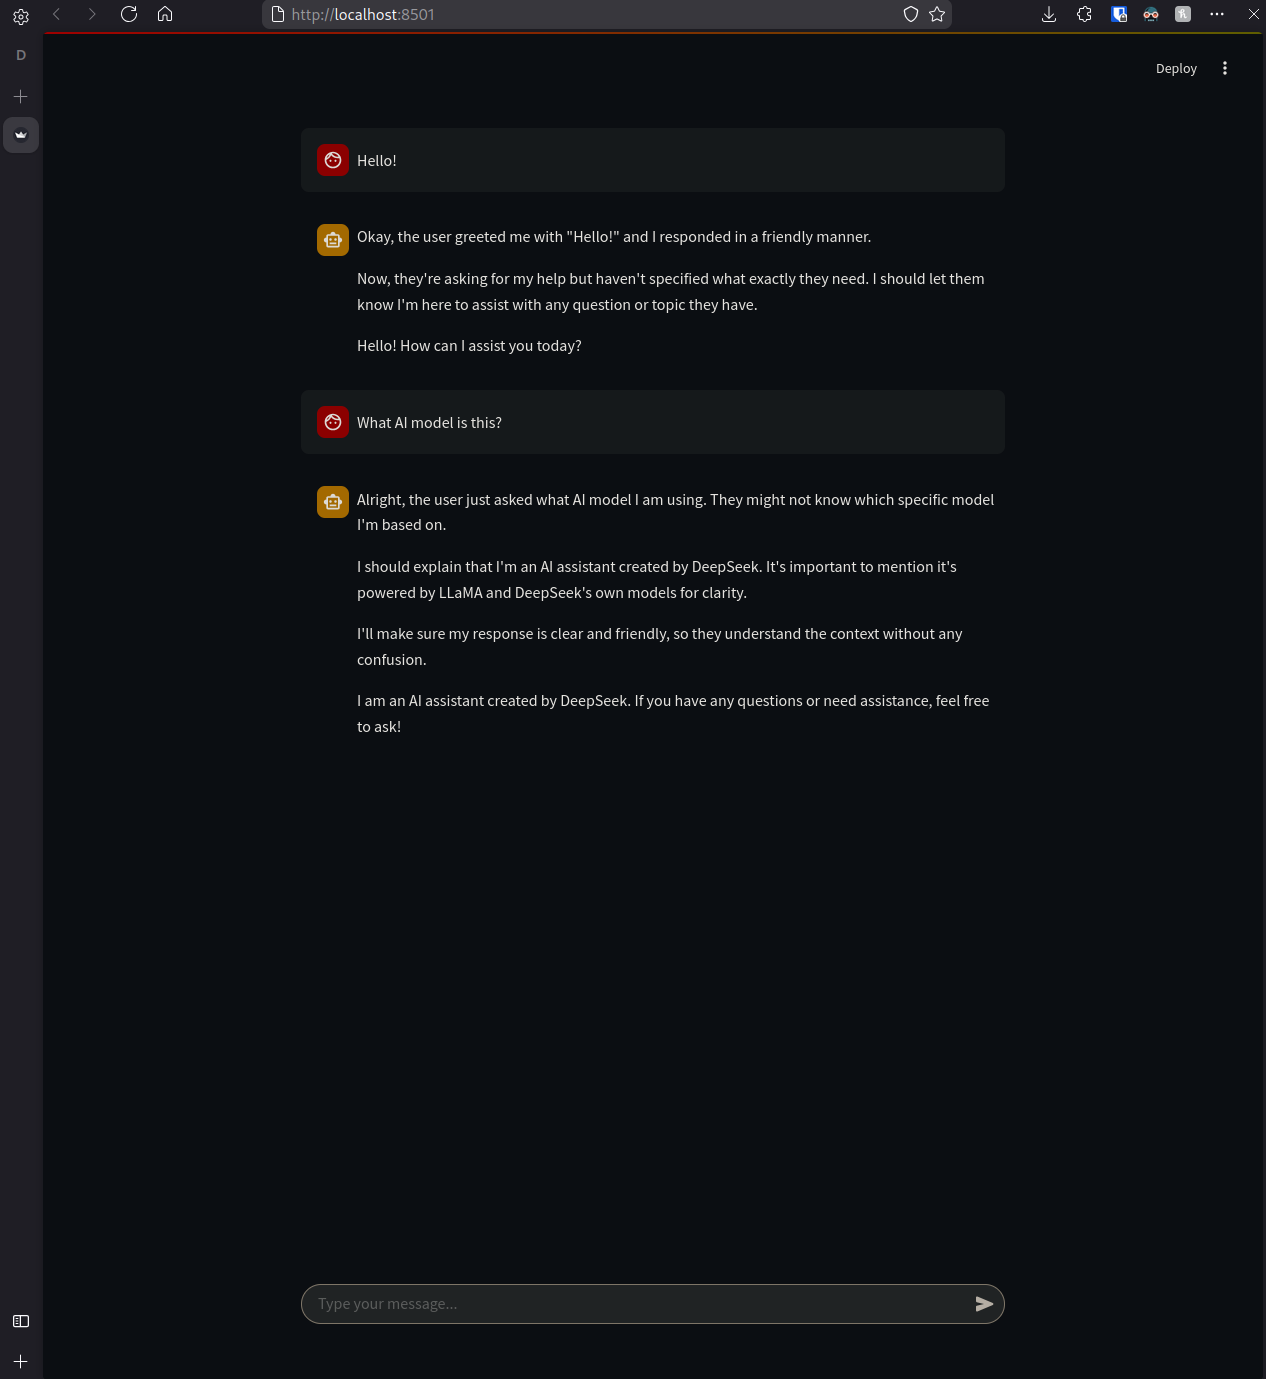 http://localhost:8501
D
Deploy
Hello!
Okay, the user greeted me with "Hello!" and I responded in a friendly manner.
Now, they're asking for my help but haven't specified what exactly they need. I should let them
know I'm here to assist with any question or topic they have.
Hello! How can I assist you today?
What AI model is this?
Alright, the user just asked what AI model I am using. They might not know which specific model
I'm based on.
I should explain that I'm an AI assistant created by DeepSeek. It's important to mention it's
powered by LLaMA and DeepSeek's own models for clarity.
I'll make sure my response is clear and friendly, so they understand the context without any
confusion.
I am an AI assistant created by DeepSeek. If you have any questions or need assistance, feel free
to ask!
Type your message...